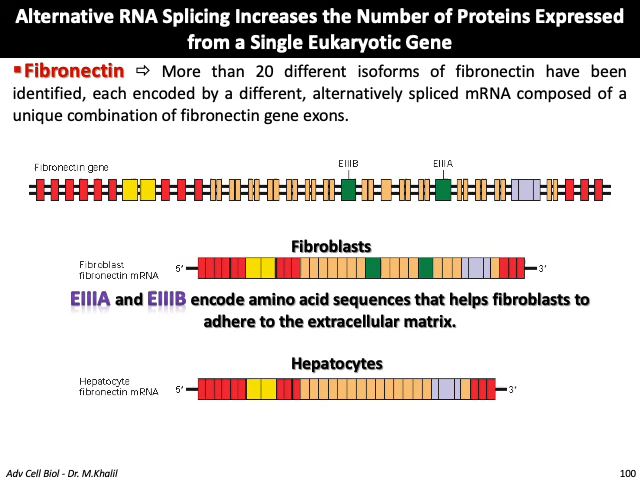 Alternative RNA Splicing Increases the Number of Proteins Expressed
from a Single Eukaryotic Gene
▪Fibronectin ⇨ More than 20 different isoforms of fibronectin have been
identified, each encoded by a different, alternatively spliced mRNA composed of a
unique combination of fibronectin gene exons.
EIIIB EIIIA
Fibronectin gene
Fibroblasts
Fibroblast
fibronectin mRNA
5′ 3′
EIIIA and EIIIB encode amino acid sequences that helps fibroblasts to
adhere to the extracellular matrix.
Hepatocytes
Hepatocyte
fibronectin mRNA
5′ 3′
Adv Cell Biol - Dr. M.Khalil 100